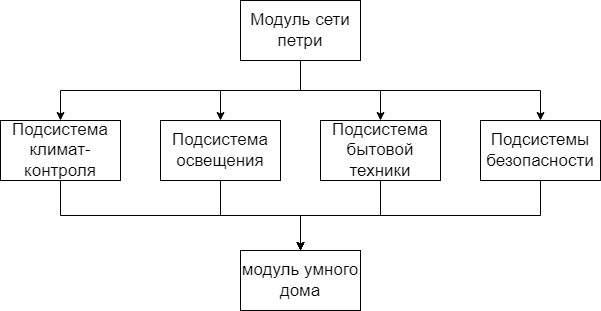 Модуль сети
петри
Подсистема
климат-
контроля
Подсистема
освещения
Подсистема
бытовой
техники
Подсистемы
безопасности
модуль умного
дома